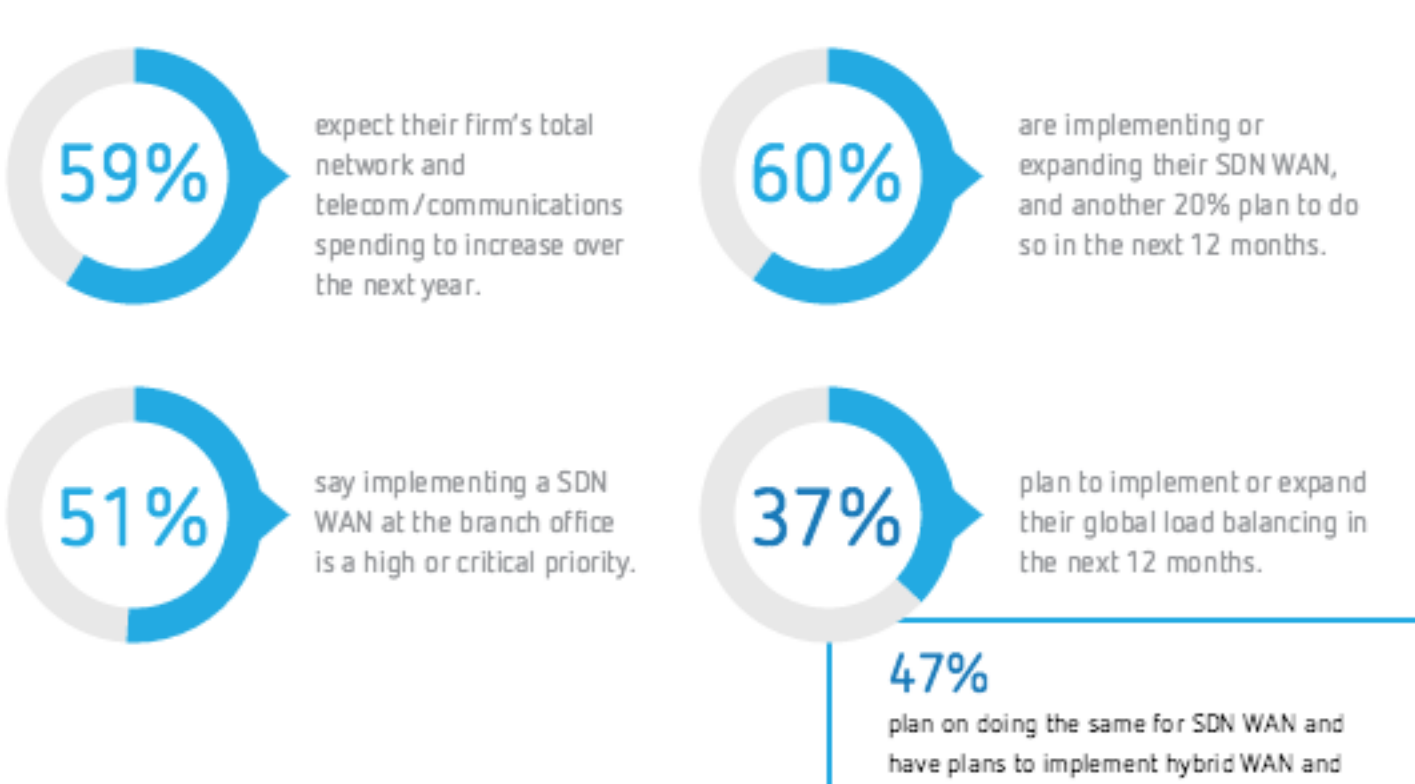 59%
expect their firm's total
network and
telecom/communications
spending to increase over
the next year.
60%
are implementing or
expanding their SDN WAN,
and another 20% plan to do
so in the next 12 months.
51%
say implementing a SDN
WAN at the branch office
is a high or critical priority.
37%
plan to implement or expand
their global load balancing in
the next 12 months.
47%
plan on doing the same for SDN WAN and
have plans to implement hybrid WAN and